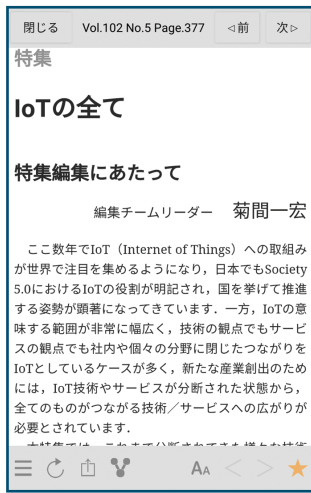 閉じる Vol.102 No.5 Page.377 ◃前 次▹
特集
IoTの全て
特集編集にあたって
編集チームリーダー　菊間一宏
　ここ数年でIoT（Internet of Things）への取組み
が世界で注目を集めるようになり，日本でもSociety
5.0におけるIoTの役割が明記され，国を挙げて推進
する姿勢が顕著になってきています．一方，IoTの意
味する範囲が非常に幅広く，技術の観点でもサービ
スの観点でも社内や個々の分野に閉じたつながりを
IoTとしているケースが多く，新たな産業創出のため
には，IoT技術やサービスが分断された状態から，
全てのものがつながる技術／サービスへの広がりが
必要とされています．
AA